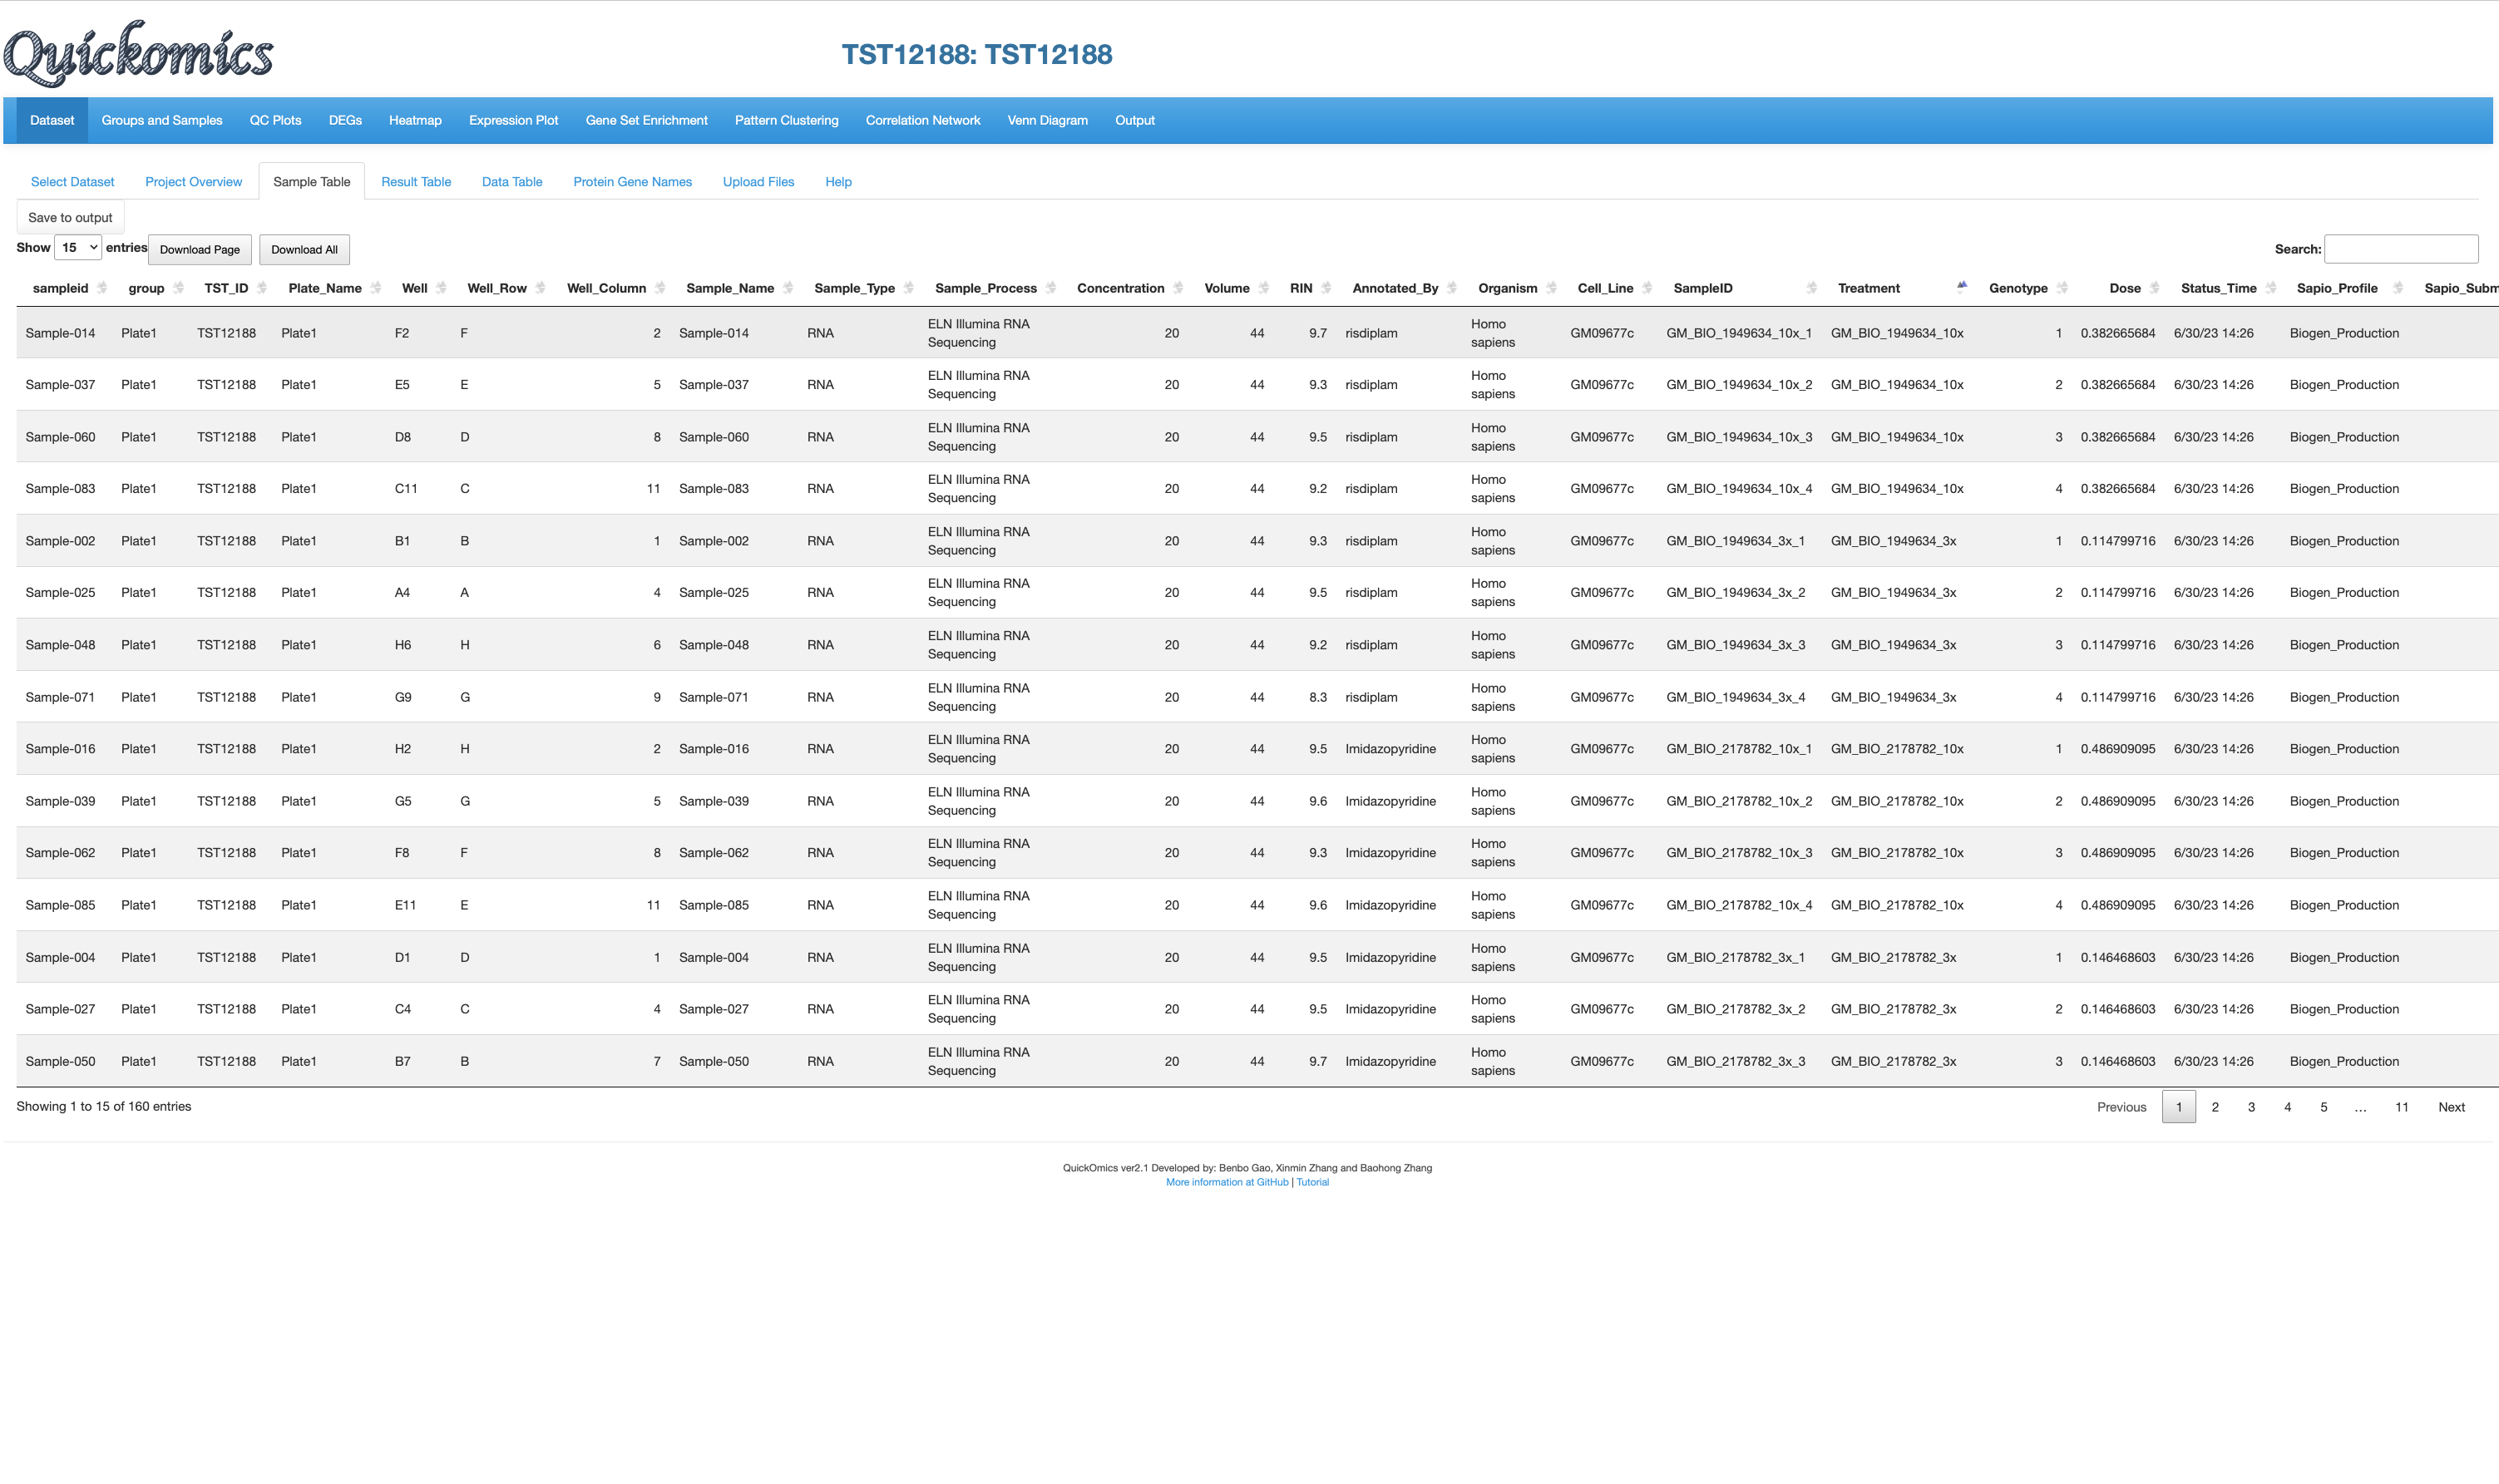 Quickomics
TST12188: TST12188
Dataset Groups and Samples QC Plots DEGs Heatmap Expression Plot Gene Set Enrichment Pattern Clustering Correlation Network Venn Diagram Output
Select Dataset Project Overview Sample Table Result Table Data Table Protein Gene Names Upload Files Help
Save to output
Show 15 entries Download Page Download All Search:
sampleid group TST_ID Plate_Name Well Well_Row Well_Column Sample_Name Sample_Type Sample_Process Concentration Volume RIN Annotated_By Organism Cell_Line SampleID Treatment Genotype Dose Status_Time Sapio_Profile Sapio_Subm
Sample-014 Plate1 TST12188 Plate1 F2 F 2 Sample-014 RNA ELN Illumina RNA Sequencing 20 44 9.7 risdiplam Homo sapiens GM09677c GM_BIO_1949634_10x_1 GM_BIO_1949634_10x 1 0.382665684 6/30/23 14:26 Biogen_Production
Sample-037 Plate1 TST12188 Plate1 E5 E 5 Sample-037 RNA ELN Illumina RNA Sequencing 20 44 9.3 risdiplam Homo sapiens GM09677c GM_BIO_1949634_10x_2 GM_BIO_1949634_10x 2 0.382665684 6/30/23 14:26 Biogen_Production
Sample-060 Plate1 TST12188 Plate1 D8 D 8 Sample-060 RNA ELN Illumina RNA Sequencing 20 44 9.5 risdiplam Homo sapiens GM09677c GM_BIO_1949634_10x_3 GM_BIO_1949634_10x 3 0.382665684 6/30/23 14:26 Biogen_Production
Sample-083 Plate1 TST12188 Plate1 C11 C 11 Sample-083 RNA ELN Illumina RNA Sequencing 20 44 9.2 risdiplam Homo sapiens GM09677c GM_BIO_1949634_10x_4 GM_BIO_1949634_10x 4 0.382665684 6/30/23 14:26 Biogen_Production
Sample-002 Plate1 TST12188 Plate1 B1 B 1 Sample-002 RNA ELN Illumina RNA Sequencing 20 44 9.3 risdiplam Homo sapiens GM09677c GM_BIO_1949634_3x_1 GM_BIO_1949634_3x 1 0.114799716 6/30/23 14:26 Biogen_Production
Sample-025 Plate1 TST12188 Plate1 A4 A 4 Sample-025 RNA ELN Illumina RNA Sequencing 20 44 9.5 risdiplam Homo sapiens GM09677c GM_BIO_1949634_3x_2 GM_BIO_1949634_3x 2 0.114799716 6/30/23 14:26 Biogen_Production
Sample-048 Plate1 TST12188 Plate1 H6 H 6 Sample-048 RNA ELN Illumina RNA Sequencing 20 44 9.2 risdiplam Homo sapiens GM09677c GM_BIO_1949634_3x_3 GM_BIO_1949634_3x 3 0.114799716 6/30/23 14:26 Biogen_Production
Sample-071 Plate1 TST12188 Plate1 G9 G 9 Sample-071 RNA ELN Illumina RNA Sequencing 20 44 8.3 risdiplam Homo sapiens GM09677c GM_BIO_1949634_3x_4 GM_BIO_1949634_3x 4 0.114799716 6/30/23 14:26 Biogen_Production
Sample-016 Plate1 TST12188 Plate1 H2 H 2 Sample-016 RNA ELN Illumina RNA Sequencing 20 44 9.5 Imidazopyridine Homo sapiens GM09677c GM_BIO_2178782_10x_1 GM_BIO_2178782_10x 1 0.486909095 6/30/23 14:26 Biogen_Production
Sample-039 Plate1 TST12188 Plate1 G5 G 5 Sample-039 RNA ELN Illumina RNA Sequencing 20 44 9.6 Imidazopyridine Homo sapiens GM09677c GM_BIO_2178782_10x_2 GM_BIO_2178782_10x 2 0.486909095 6/30/23 14:26 Biogen_Production
Sample-062 Plate1 TST12188 Plate1 F8 F 8 Sample-062 RNA ELN Illumina RNA Sequencing 20 44 9.3 Imidazopyridine Homo sapiens GM09677c GM_BIO_2178782_10x_3 GM_BIO_2178782_10x 3 0.486909095 6/30/23 14:26 Biogen_Production
Sample-085 Plate1 TST12188 Plate1 E11 E 11 Sample-085 RNA ELN Illumina RNA Sequencing 20 44 9.6 Imidazopyridine Homo sapiens GM09677c GM_BIO_2178782_10x_4 GM_BIO_2178782_10x 4 0.486909095 6/30/23 14:26 Biogen_Production
Sample-004 Plate1 TST12188 Plate1 D1 D 1 Sample-004 RNA ELN Illumina RNA Sequencing 20 44 9.5 Imidazopyridine Homo sapiens GM09677c GM_BIO_2178782_3x_1 GM_BIO_2178782_3x 1 0.146468603 6/30/23 14:26 Biogen_Production
Sample-027 Plate1 TST12188 Plate1 C4 C 4 Sample-027 RNA ELN Illumina RNA Sequencing 20 44 9.5 Imidazopyridine Homo sapiens GM09677c GM_BIO_2178782_3x_2 GM_BIO_2178782_3x 2 0.146468603 6/30/23 14:26 Biogen_Production
Sample-050 Plate1 TST12188 Plate1 B7 B 7 Sample-050 RNA ELN Illumina RNA Sequencing 20 44 9.7 Imidazopyridine Homo sapiens GM09677c GM_BIO_2178782_3x_3 GM_BIO_2178782_3x 3 0.146468603 6/30/23 14:26 Biogen_Production
Showing 1 to 15 of 160 entries Previous 1 2 3 4 5 … 11 Next
QuickOmics ver2.1 Developed by: Benbo Gao, Xinmin Zhang and Baohong Zhang
More information at GitHub | Tutorial